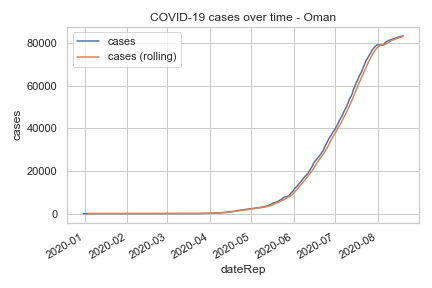 COVID-19 cases over time - Oman
cases
cases (rolling)
80000
60000
40000
20000
0
cases
2020-01
2020-02
2020-03
2020-04
2020-05
2020-06
2020-07
2020-08
dateRep